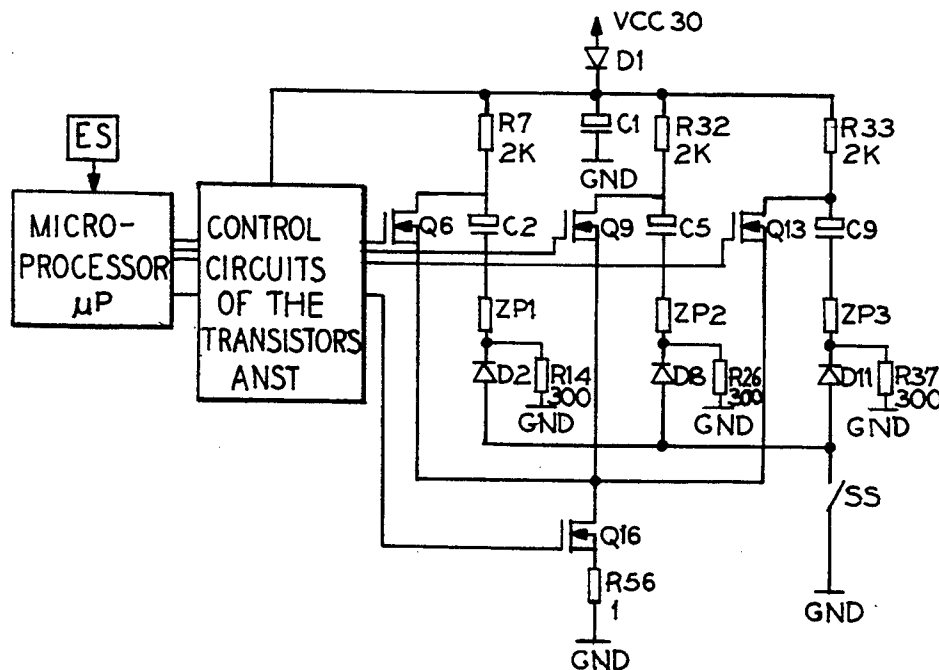 VCC 30
D1
R7
2K
C1
GND
R32
2K
R33
2K
ES
MICRO-
PROCESSOR
µP
CONTROL
CIRCUITS
OF THE
TRANSISTORS
ANST
Q6
C2
Q9
C5
Q13
C9
ZP1
ZP2
ZP3
D2
R14
300
GND
D8
R26
300
GND
D11
R37
300
GND
SS
Q16
R56
1
GND
GND